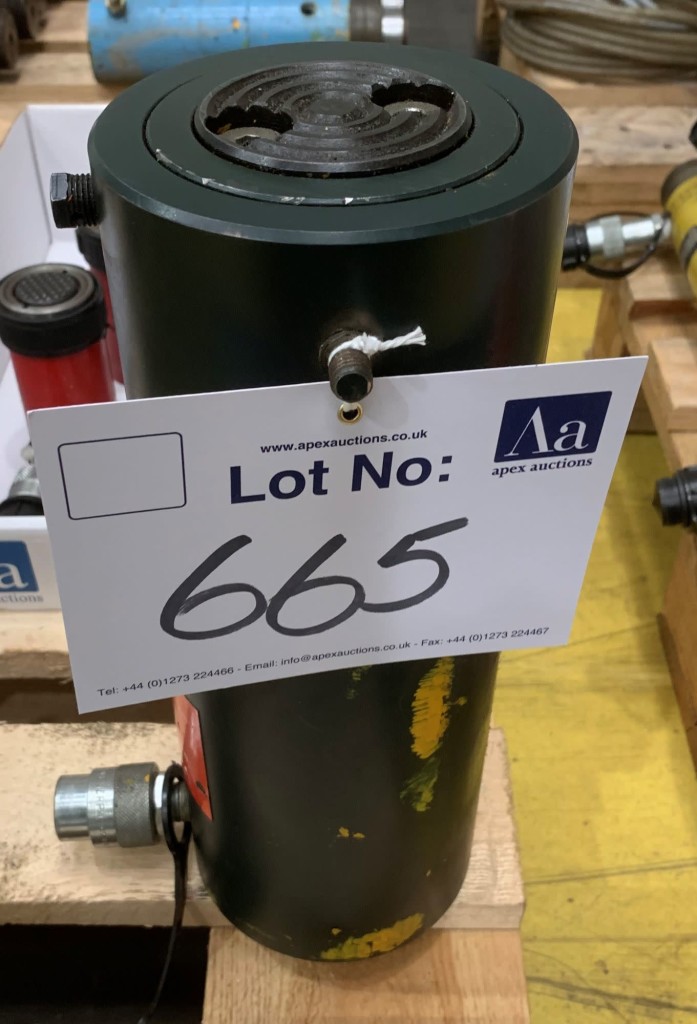 www.apexauctions.co.uk
Lot No:
Aa
apex auctions
665
Tel: +44 (0)1273 224466 - Email: info@apexauctions.co.uk - Fax: +44 (0)1273 224467
a
ctions